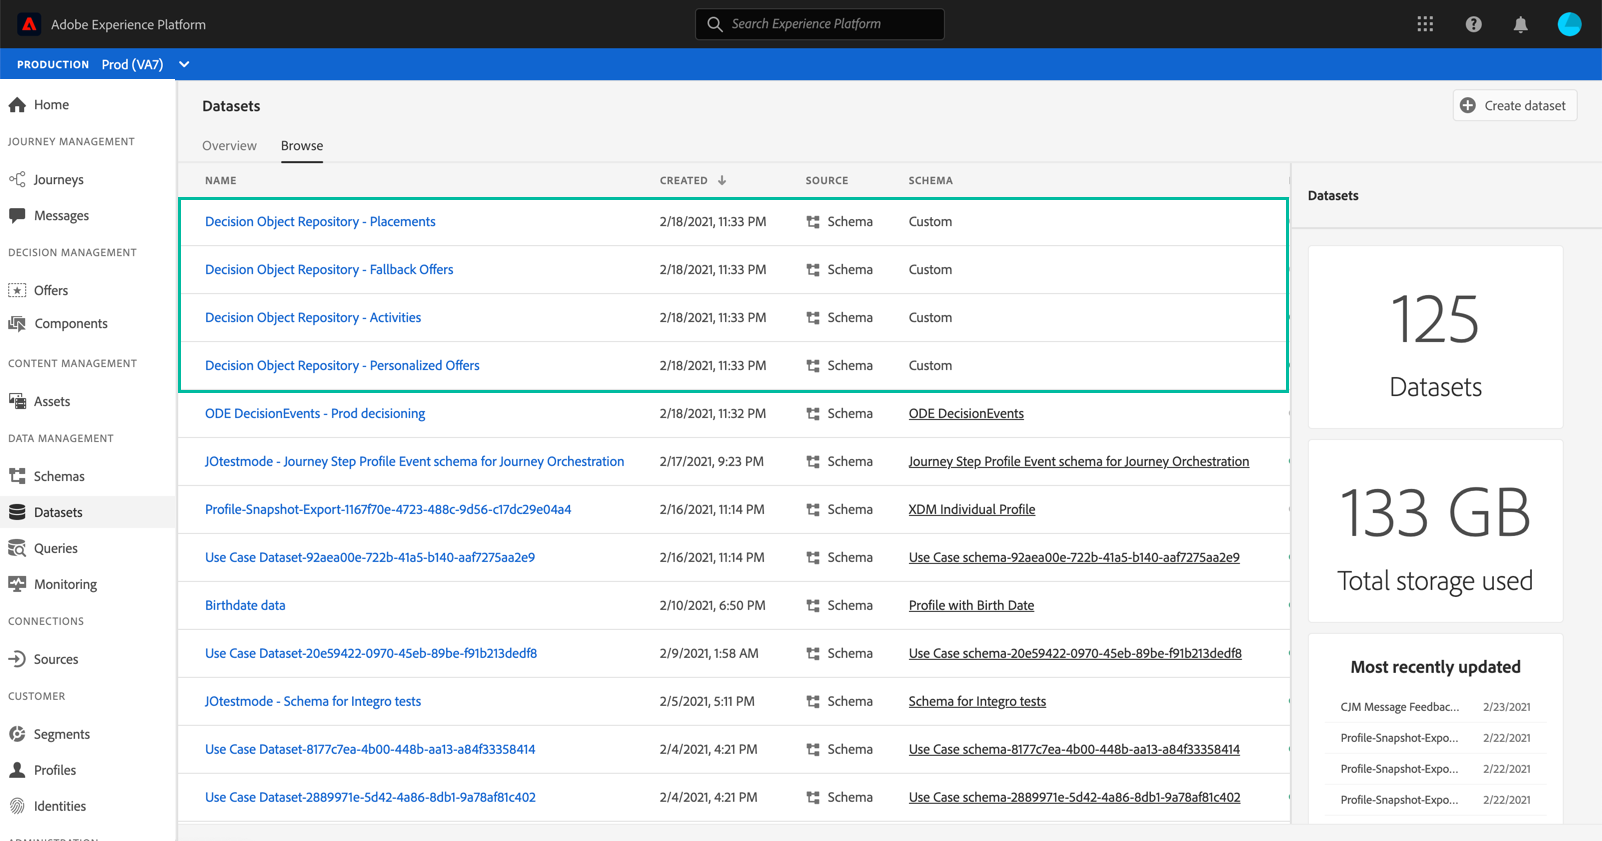 Adobe Experience Platform
Search Experience Platform
PRODUCTION Prod (VA7)
Home
JOURNEY MANAGEMENT
Journeys
Messages
DECISION MANAGEMENT
Offers
Components
CONTENT MANAGEMENT
Assets
DATA MANAGEMENT
Schemas
Datasets
Queries
Monitoring
CONNECTIONS
Sources
CUSTOMER
Segments
Profiles
Identities
ADMINISTRATION
Datasets
Create dataset
Overview Browse
NAME CREATED SOURCE SCHEMA
Decision Object Repository - Placements 2/18/2021, 11:33 PM Schema Custom
Decision Object Repository - Fallback Offers 2/18/2021, 11:33 PM Schema Custom
Decision Object Repository - Activities 2/18/2021, 11:33 PM Schema Custom
Decision Object Repository - Personalized Offers 2/18/2021, 11:33 PM Schema Custom
ODE DecisionEvents - Prod decisioning 2/18/2021, 11:32 PM Schema ODE DecisionEvents
JOtestmode - Journey Step Profile Event schema for Journey Orchestration 2/17/2021, 9:23 PM Schema Journey Step Profile Event schema for Journey Orchestration
Profile-Snapshot-Export-1167f70e-4723-488c-9d56-c17dc29e04a4 2/16/2021, 11:14 PM Schema XDM Individual Profile
Use Case Dataset-92aea00e-722b-41a5-b140-aaf7275aa2e9 2/16/2021, 11:14 PM Schema Use Case schema-92aea00e-722b-41a5-b140-aaf7275aa2e9
Birthdate data 2/10/2021, 6:50 PM Schema Profile with Birth Date
Use Case Dataset-20e59422-0970-45eb-89be-f91b213dedf8 2/9/2021, 1:58 AM Schema Use Case schema-20e59422-0970-45eb-89be-f91b213dedf8
JOtestmode - Schema for Integro tests 2/5/2021, 5:11 PM Schema Schema for Integro tests
Use Case Dataset-8177c7ea-4b00-448b-aa13-a84f33358414 2/4/2021, 4:21 PM Schema Use Case schema-8177c7ea-4b00-448b-aa13-a84f33358414
Use Case Dataset-2889971e-5d42-4a86-8db1-9a78af81c402 2/4/2021, 4:21 PM Schema Use Case schema-2889971e-5d42-4a86-8db1-9a78af81c402
Datasets
125
Datasets
133 GB
Total storage used
Most recently updated
CJM Message Feedbac... 2/23/2021
Profile-Snapshot-Expo... 2/22/2021
Profile-Snapshot-Expo... 2/22/2021
Profile-Snapshot-Expo... 2/22/2021